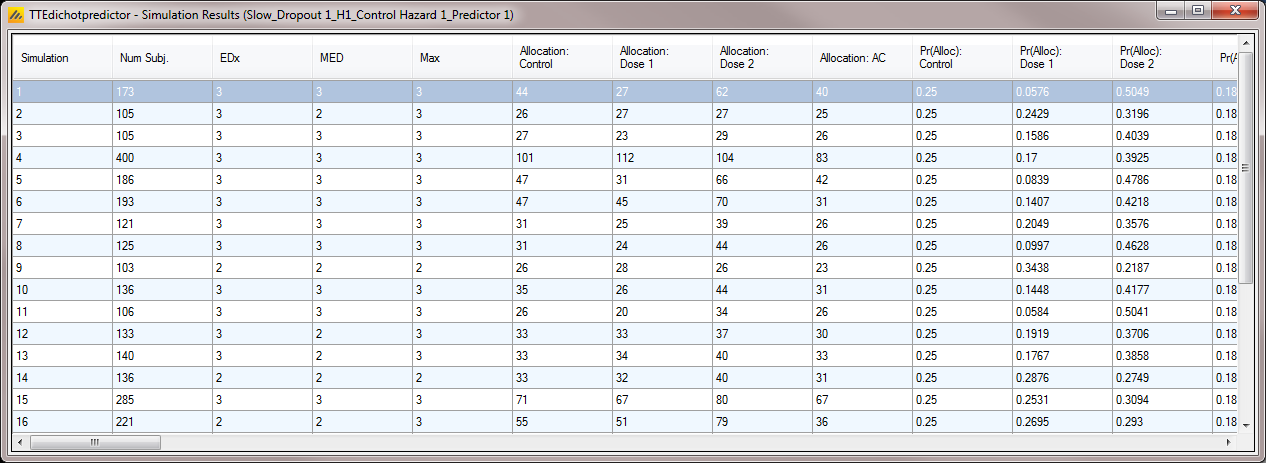 TTEdichotpredictor - Simulation Results (Slow_Dropout 1_H1_Control Hazard 1_Predictor 1)
Simulation Num Subj. EDx MED Max Allocation: Control Allocation: Dose 1 Allocation: Dose 2 Allocation: AC Pr(Alloc): Control Pr(Alloc): Dose 1 Pr(Alloc): Dose 2 Pr(A
1 173 3 3 3 44 27 62 40 0.25 0.0576 0.5049 0.18
2 105 3 2 3 26 27 27 25 0.25 0.2429 0.3196 0.18
3 105 3 3 3 27 23 29 26 0.25 0.1586 0.4039 0.18
4 400 3 3 3 101 112 104 83 0.25 0.17 0.3925 0.18
5 186 3 3 3 47 31 66 42 0.25 0.0839 0.4786 0.18
6 193 3 3 3 47 45 70 31 0.25 0.1407 0.4218 0.18
7 121 3 3 3 31 25 39 26 0.25 0.2049 0.3576 0.18
8 125 3 3 3 31 24 44 26 0.25 0.0997 0.4628 0.18
9 103 2 2 2 26 28 26 23 0.25 0.3438 0.2187 0.18
10 136 3 3 3 35 26 44 31 0.25 0.1448 0.4177 0.18
11 106 3 3 3 26 20 34 26 0.25 0.0584 0.5041 0.18
12 133 3 2 3 33 33 37 30 0.25 0.1919 0.3706 0.18
13 140 3 2 3 33 34 40 33 0.25 0.1767 0.3858 0.18
14 136 2 2 2 33 32 40 31 0.25 0.2876 0.2749 0.18
15 285 3 3 3 71 67 80 67 0.25 0.2531 0.3094 0.18
16 221 2 2 3 55 51 79 36 0.25 0.2695 0.293 0.18